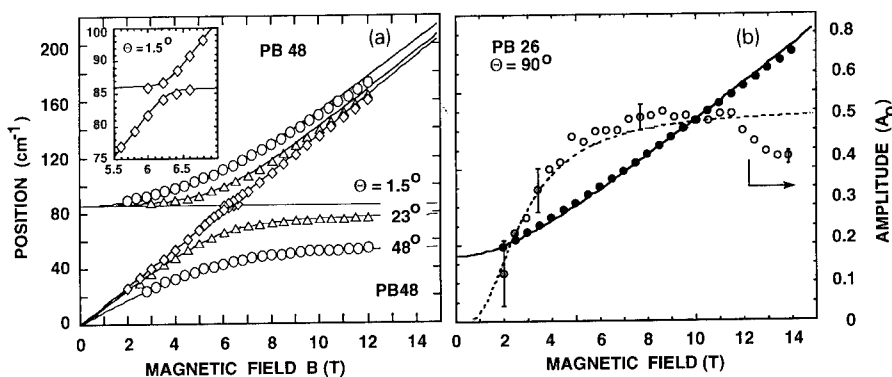 (a)
PB 48
Θ = 1.5°
100
95
90
85
80
75
5.5
6
6.5
200
160
120
80
40
0
POSITION (cm⁻¹)
Θ = 1.5°
23°
48°
PB48
0 2 4 6 8 10 12 14
MAGNETIC FIELD B (T)
(b)
PB 26
Θ = 90°
0.8
0.7
0.6
0.5
0.4
0.3
0.2
0.1
0
0 2 4 6 8 10 12 14
MAGNETIC FIELD (T)